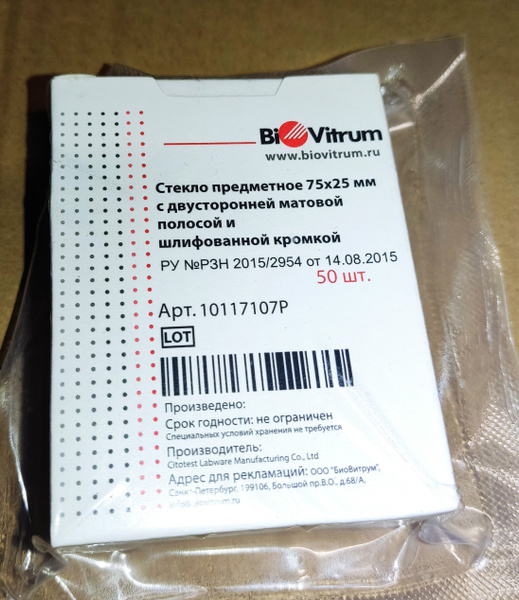 BiOVitrum
www.biovitrum.ru
Стекло предметное 75x25 мм
с двусторонней матовой
полосой и
шлифованной кромкой
РУ №РЗН 2015/2954 от 14.08.2015
50 шт.
Арт. 10117107P
LOT
Произведено:
Срок годности: не ограничен
Специальных условий хранения не требуется
Производитель:
Citotest Labware Manufacturing Co., Ltd
Адрес для рекламаций: ООО "БиоВитрум",
Санкт-Петербург, 199106, Большой пр.В.О., д.68/А,